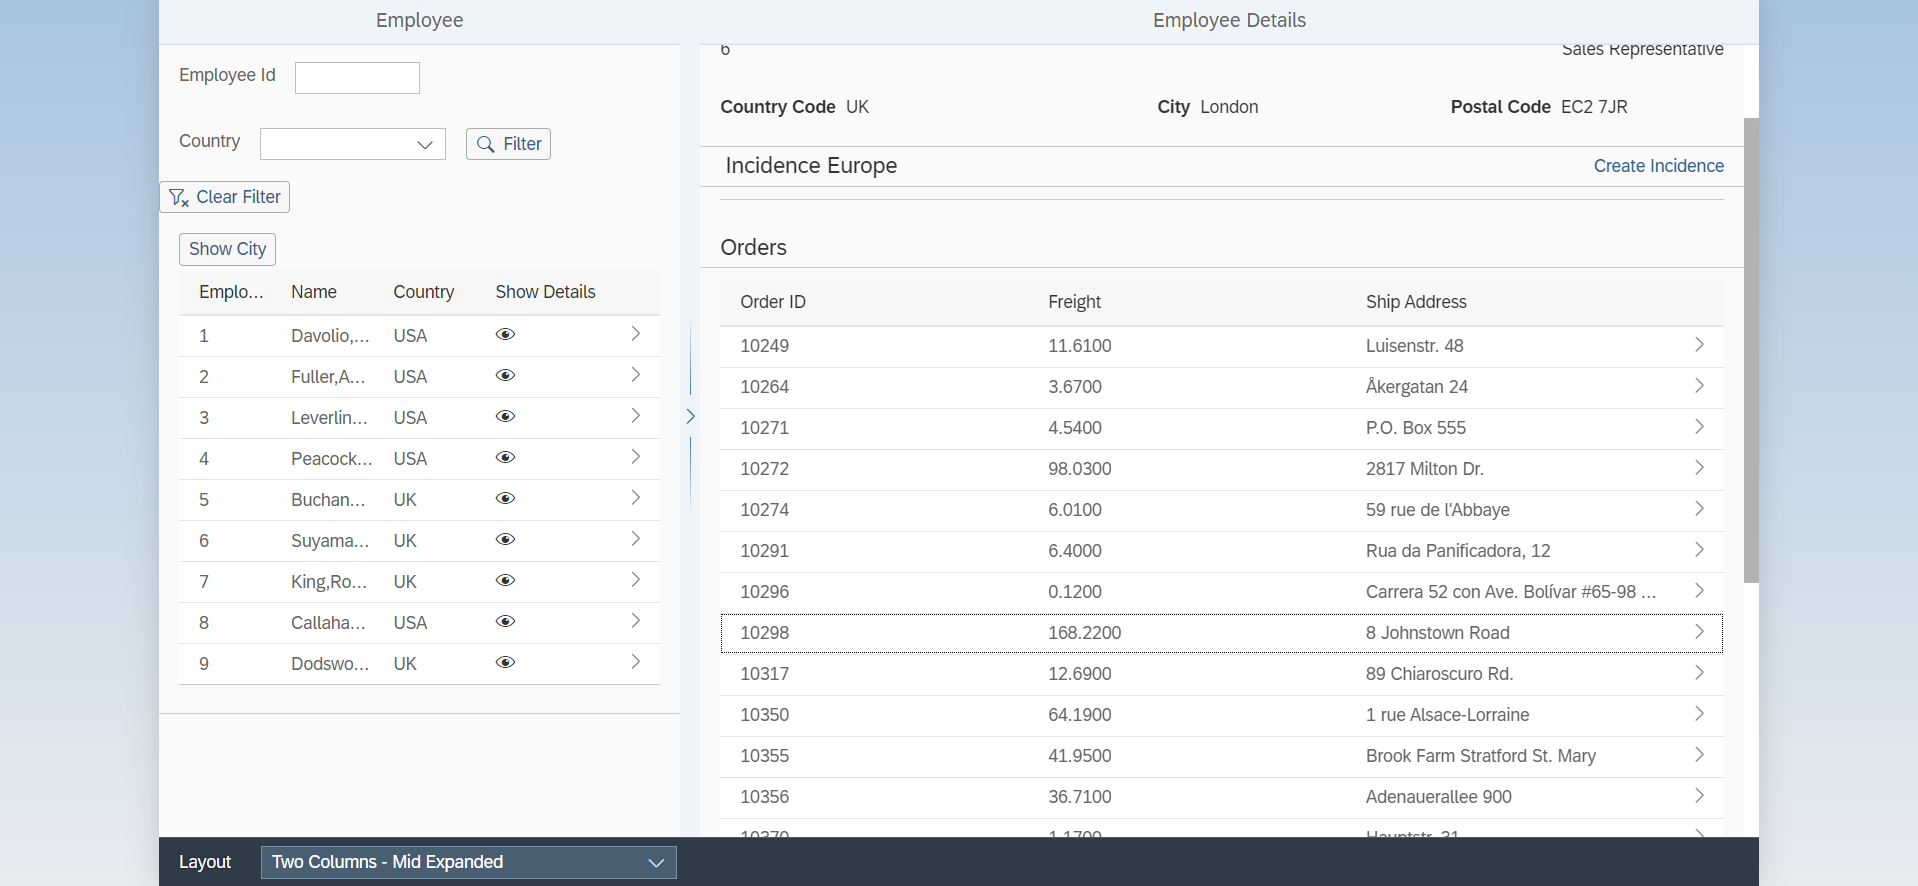 Employee
Employee Details
Employee Id
Country
Filter
Clear Filter
Show City
Emplo... Name Country Show Details
1 Davolio,... USA
2 Fuller,A... USA
3 Leverlin... USA
4 Peacock... USA
5 Buchan... UK
6 Suyama... UK
7 King,Ro... UK
8 Callaha... USA
9 Dodswo... UK
6 Sales Representative
Country Code UK City London Postal Code EC2 7JR
Incidence Europe Create Incidence
Orders
Order ID Freight Ship Address
10249 11.6100 Luisenstr. 48
10264 3.6700 Åkergatan 24
10271 4.5400 P.O. Box 555
10272 98.0300 2817 Milton Dr.
10274 6.0100 59 rue de l'Abbaye
10291 6.4000 Rua da Panificadora, 12
10296 0.1200 Carrera 52 con Ave. Bolívar #65-98 ...
10298 168.2200 8 Johnstown Road
10317 12.6900 89 Chiaroscuro Rd.
10350 64.1900 1 rue Alsace-Lorraine
10355 41.9500 Brook Farm Stratford St. Mary
10356 36.7100 Adenauerallee 900
10370 1.1700 Hauptstr. 31
Layout Two Columns - Mid Expanded